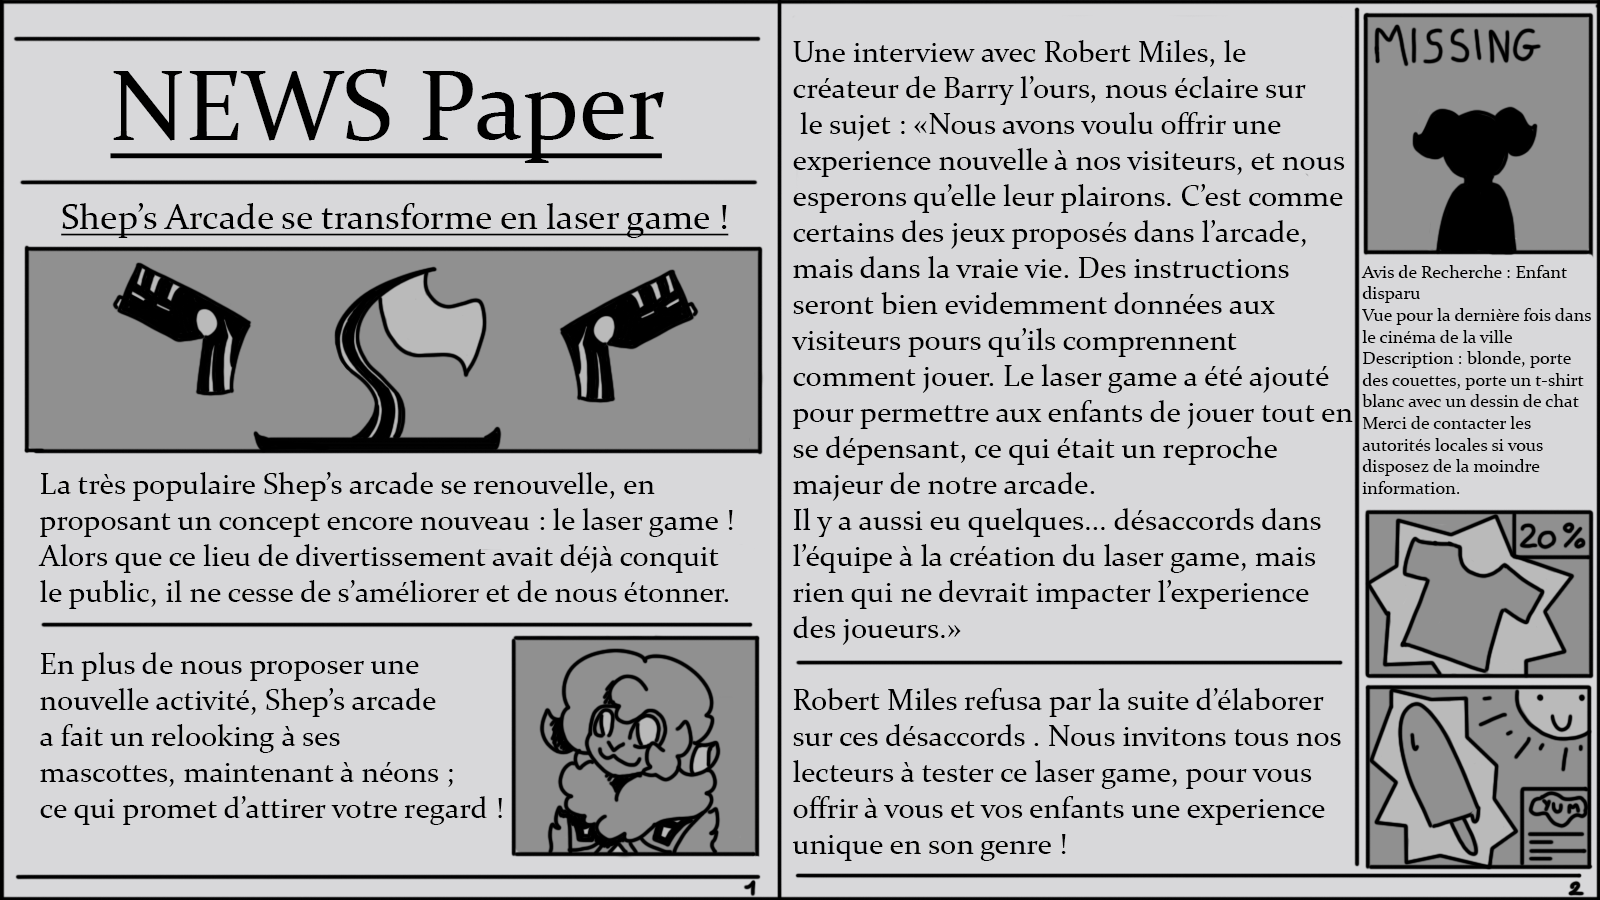 NEWS Paper
Shep's Arcade se transforme en laser game !
La très populaire Shep's arcade se renouvelle, en
proposant un concept encore nouveau : le laser game !
Alors que ce lieu de divertissement avait déjà conquit
le public, il ne cesse de s'améliorer et de nous étonner.
En plus de nous proposer une
nouvelle activité, Shep's arcade
a fait un relooking à ses
mascottes, maintenant à néons ;
ce qui promet d'attirer votre regard !
1
Une interview avec Robert Miles, le
créateur de Barry l'ours, nous éclaire sur
le sujet : «Nous avons voulu offrir une
experience nouvelle à nos visiteurs, et nous
esperons qu'elle leur plairons. C'est comme
certains des jeux proposés dans l'arcade,
mais dans la vraie vie. Des instructions
seront bien evidemment données aux
visiteurs pours qu'ils comprennent
comment jouer. Le laser game a été ajouté
pour permettre aux enfants de jouer tout en
se dépensant, ce qui était un reproche
majeur de notre arcade.
Il y a aussi eu quelques... désaccords dans
l'équipe à la création du laser game, mais
rien qui ne devrait impacter l'experience
des joueurs.»
Robert Miles refusa par la suite d'élaborer
sur ces désaccords . Nous invitons tous nos
lecteurs à tester ce laser game, pour vous
offrir à vous et vos enfants une experience
unique en son genre !
MISSING
Avis de Recherche : Enfant
disparu
Vue pour la dernière fois dans
le cinéma de la ville
Description : blonde, porte
des couettes, porte un t-shirt
blanc avec un dessin de chat
Merci de contacter les
autorités locales si vous
disposez de la moindre
information.
20 %
YUM
2